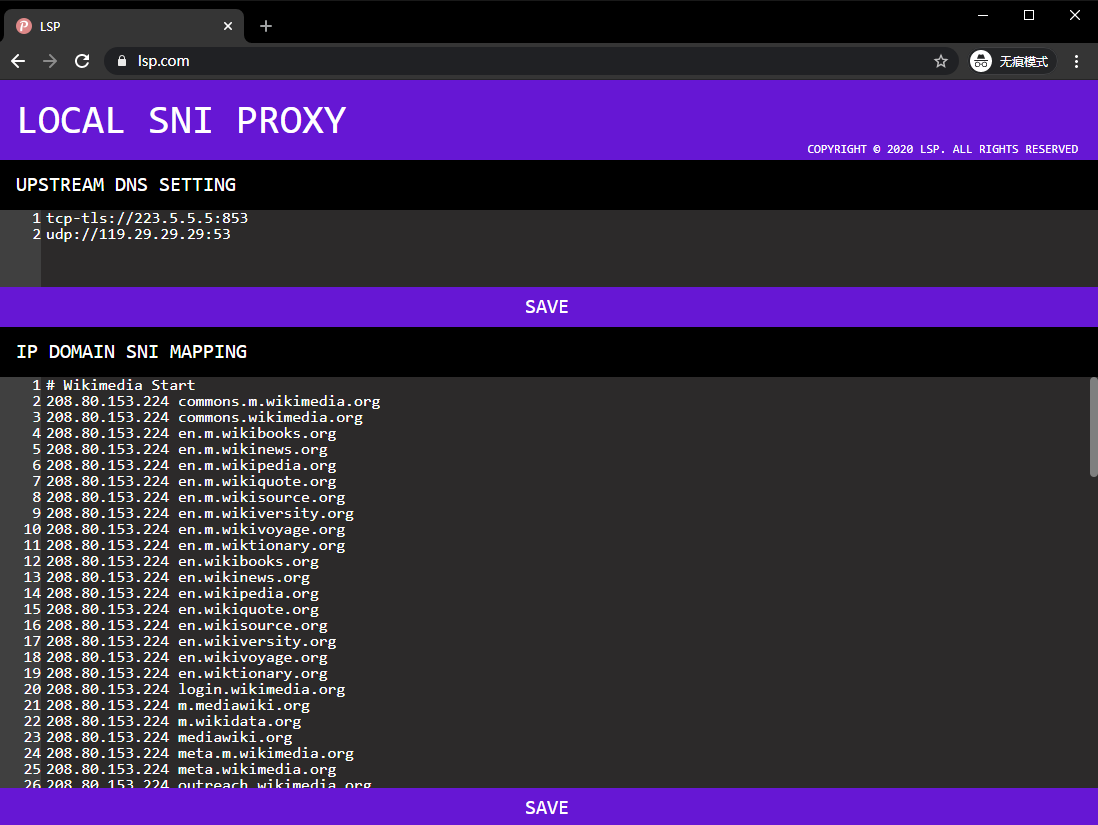 LSP
lsp.com
无痕模式
LOCAL SNI PROXY
COPYRIGHT © 2020 LSP. ALL RIGHTS RESERVED
UPSTREAM DNS SETTING
1 tcp-tls://223.5.5.5:853
2 udp://119.29.29.29:53
SAVE
IP DOMAIN SNI MAPPING
1 # Wikimedia Start
2 208.80.153.224 commons.m.wikimedia.org
3 208.80.153.224 commons.wikimedia.org
4 208.80.153.224 en.m.wikibooks.org
5 208.80.153.224 en.m.wikinews.org
6 208.80.153.224 en.m.wikipedia.org
7 208.80.153.224 en.m.wikiquote.org
8 208.80.153.224 en.m.wikisource.org
9 208.80.153.224 en.m.wikiversity.org
10 208.80.153.224 en.m.wikivoyage.org
11 208.80.153.224 en.m.wiktionary.org
12 208.80.153.224 en.wikibooks.org
13 208.80.153.224 en.wikinews.org
14 208.80.153.224 en.wikipedia.org
15 208.80.153.224 en.wikiquote.org
16 208.80.153.224 en.wikisource.org
17 208.80.153.224 en.wikiversity.org
18 208.80.153.224 en.wikivoyage.org
19 208.80.153.224 en.wiktionary.org
20 208.80.153.224 login.wikimedia.org
21 208.80.153.224 m.mediawiki.org
22 208.80.153.224 m.wikidata.org
23 208.80.153.224 mediawiki.org
24 208.80.153.224 meta.m.wikimedia.org
25 208.80.153.224 meta.wikimedia.org
26 208.80.153.224 outreach.wikimedia.org
SAVE